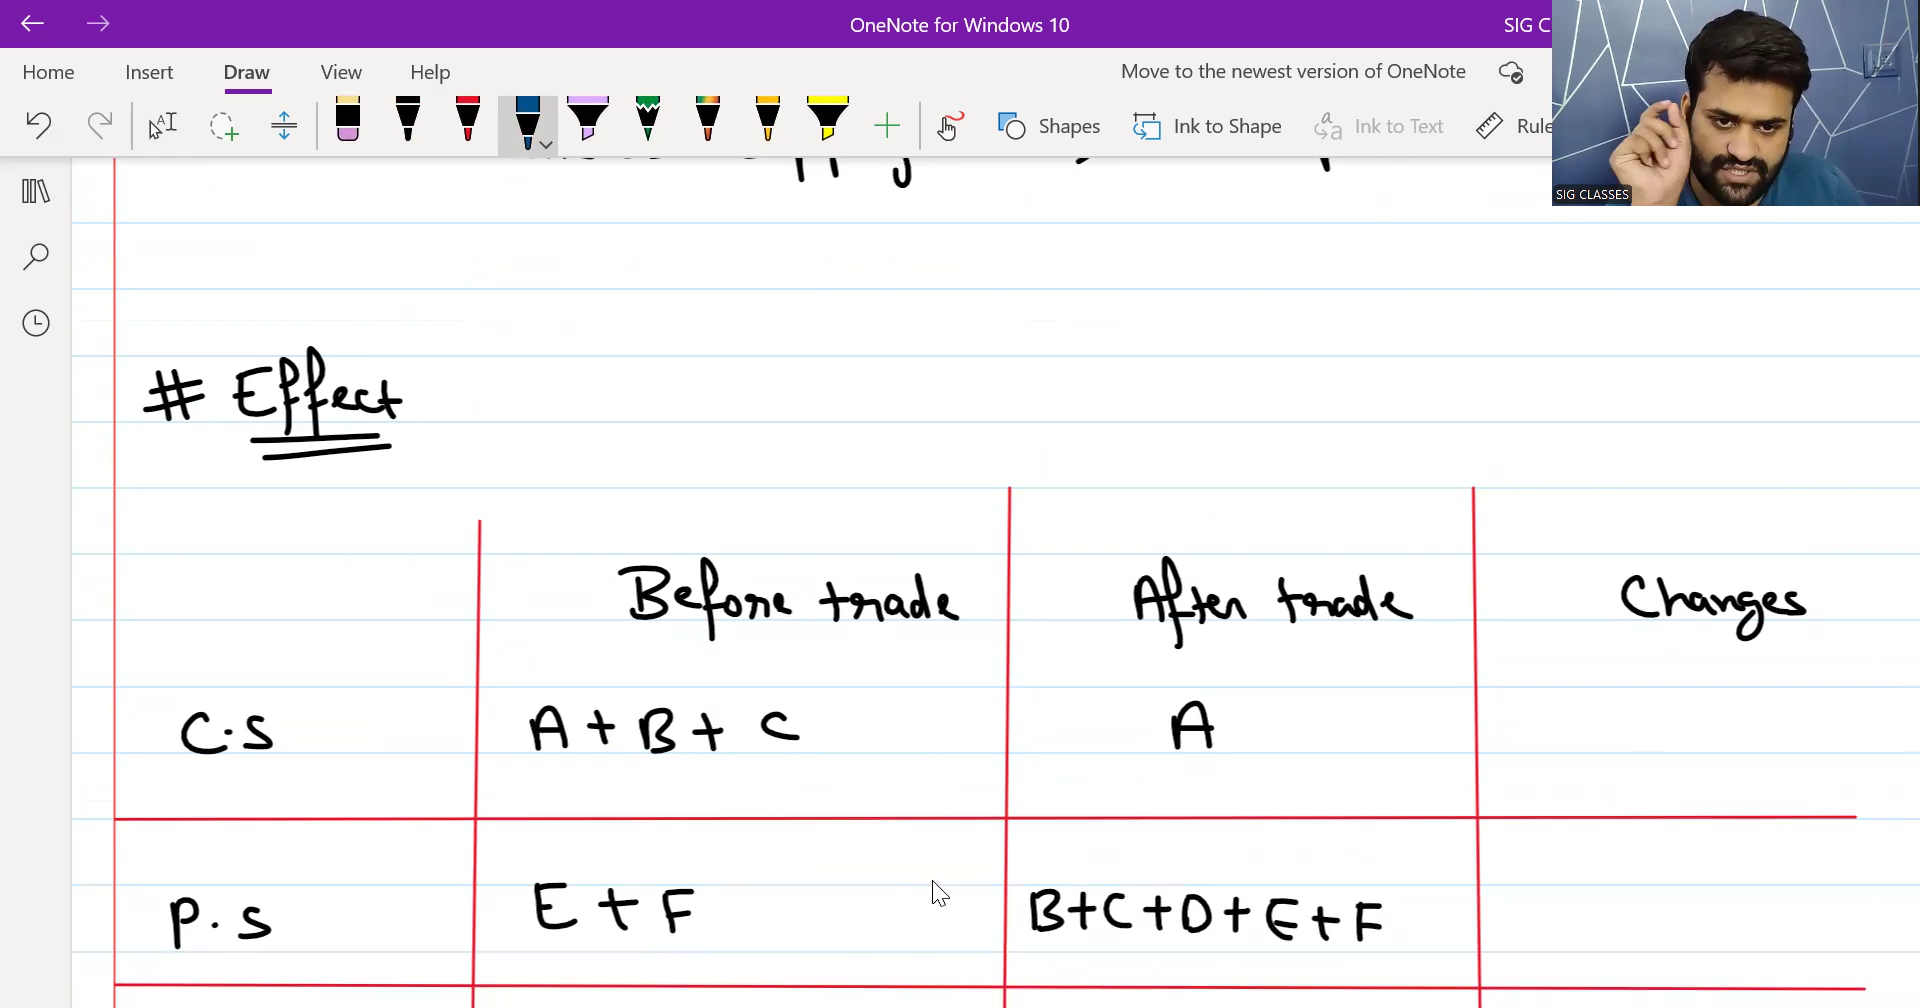 OneNote for Windows 10
SIG C
Home Insert Draw View Help
Move to the newest version of OneNote
Shapes Ink to Shape Ink to Text Rule
SIG CLASSES
# Effect
Before trade After trade Changes
C.S A + B + C A
P.S E + F B+C+D+E+F